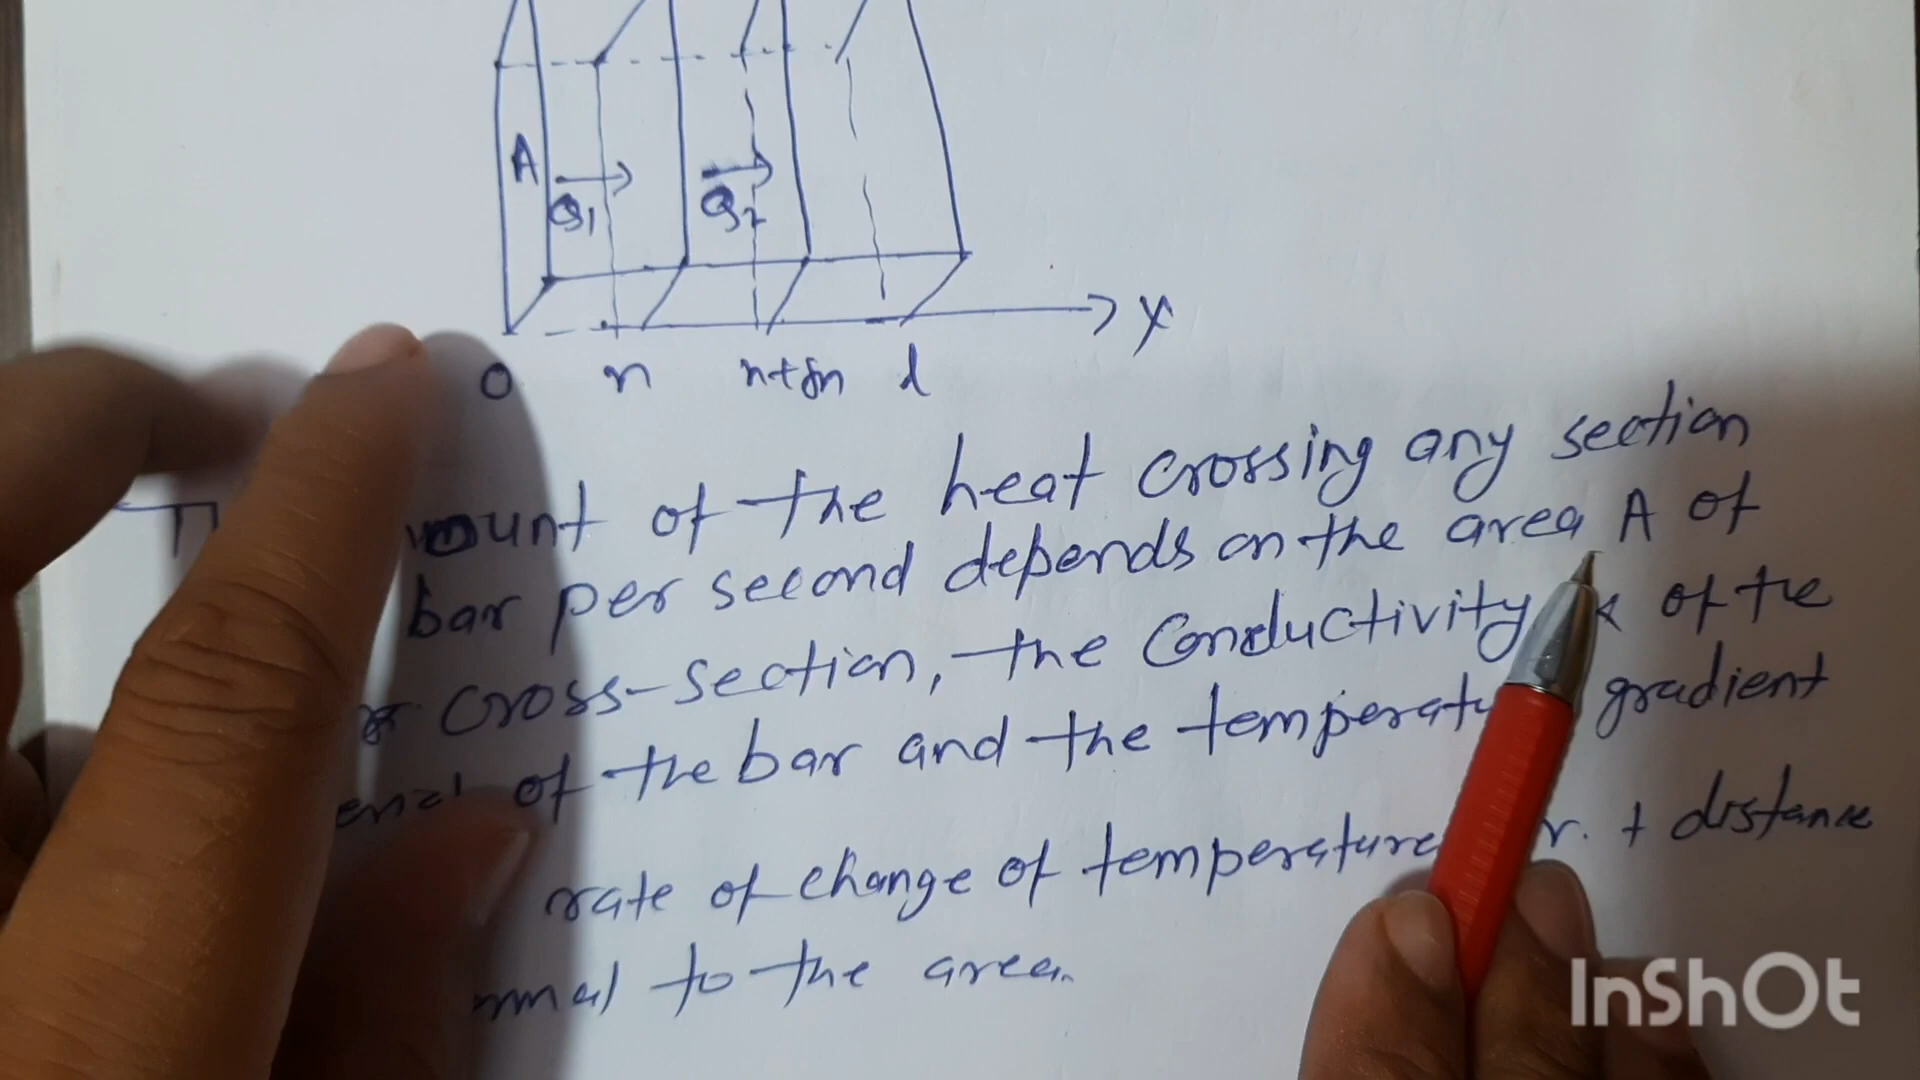 A
Q1
Q2
X
0 x x+δx l
of the heat crossing any section
bar per second depends on the area A of
cross-section, the Conductivity K of the
of the bar and the gradient
rate of change of temperature r. t distance
to the area.
InShOt